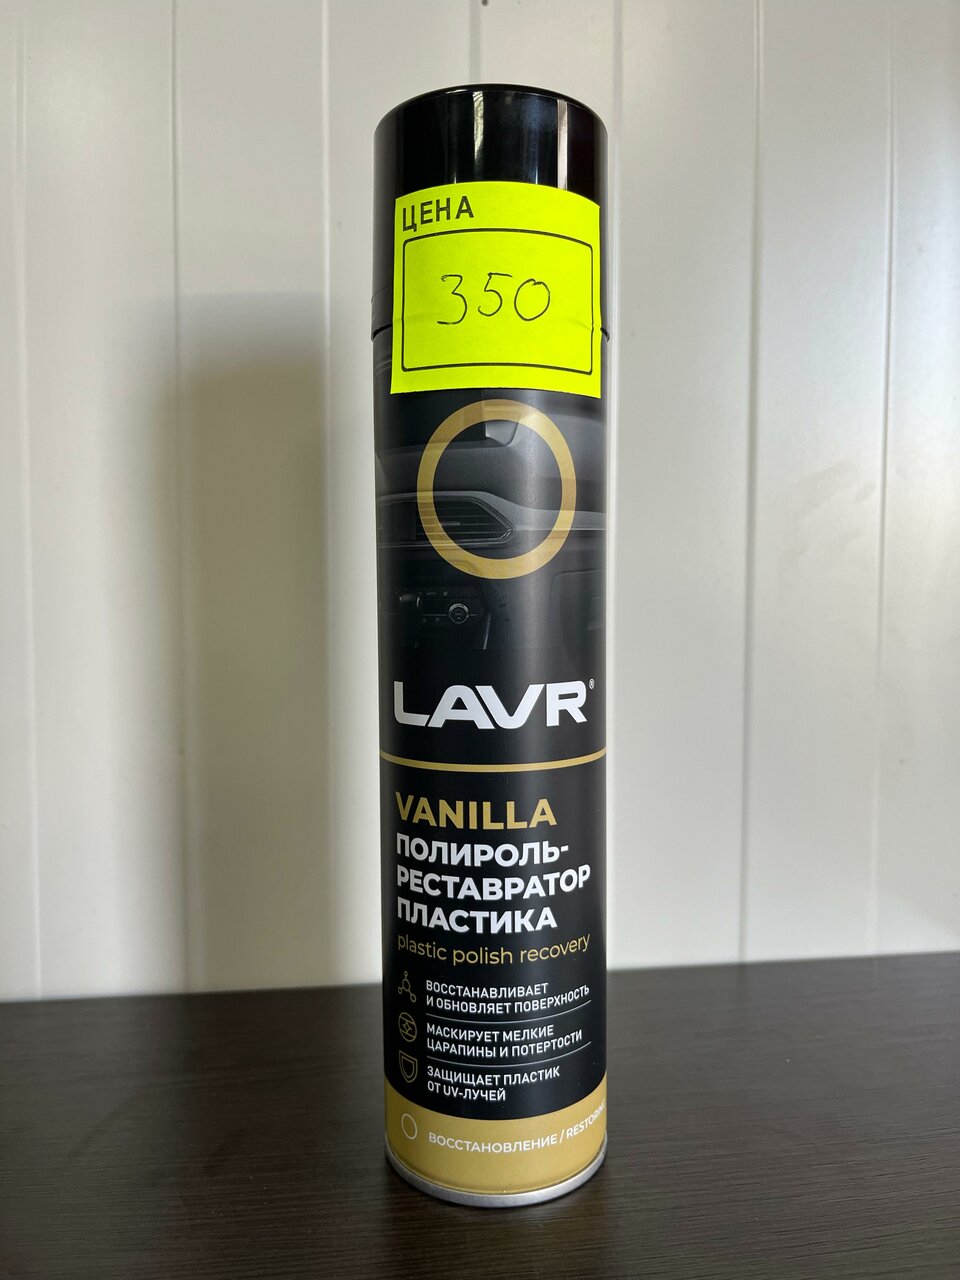 ЦЕНА
350
LAVR®
VANILLA
ПОЛИРОЛЬ-
РЕСТАВРАТОР
ПЛАСТИКА
plastic polish recovery
ВОССТАНАВЛИВАЕТ
И ОБНОВЛЯЕТ ПОВЕРХНОСТЬ
МАСКИРУЕТ МЕЛКИЕ
ЦАРАПИНЫ И ПОТЕРТОСТИ
ЗАЩИЩАЕТ ПЛАСТИК
ОТ UV-ЛУЧЕЙ
ВОССТАНОВЛЕНИЕ / RESTORING